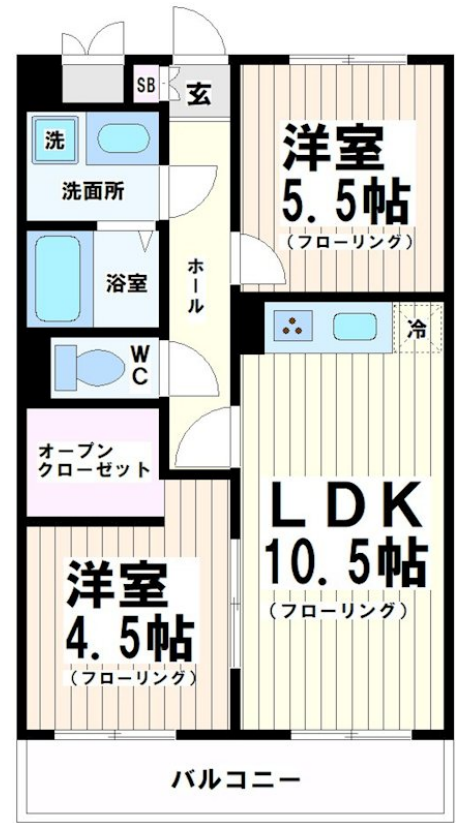 SB
玄
洗
洗面所
洋室
5.5帖
(フローリング)
浴室
ホール
冷
WC
オープン
クローゼット
LDK
10.5帖
(フローリング)
洋室
4.5帖
(フローリング)
バルコニー